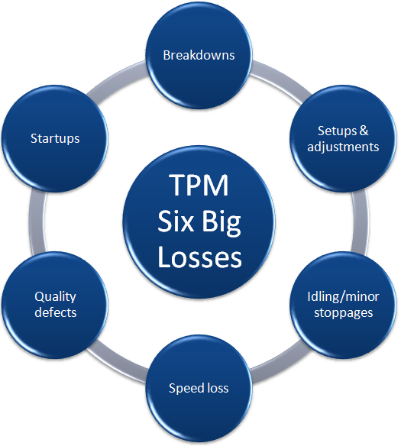 Breakdowns
Setups &
adjustments
Idling/minor
stoppages
Speed loss
Quality
defects
Startups
TPM
Six Big
Losses